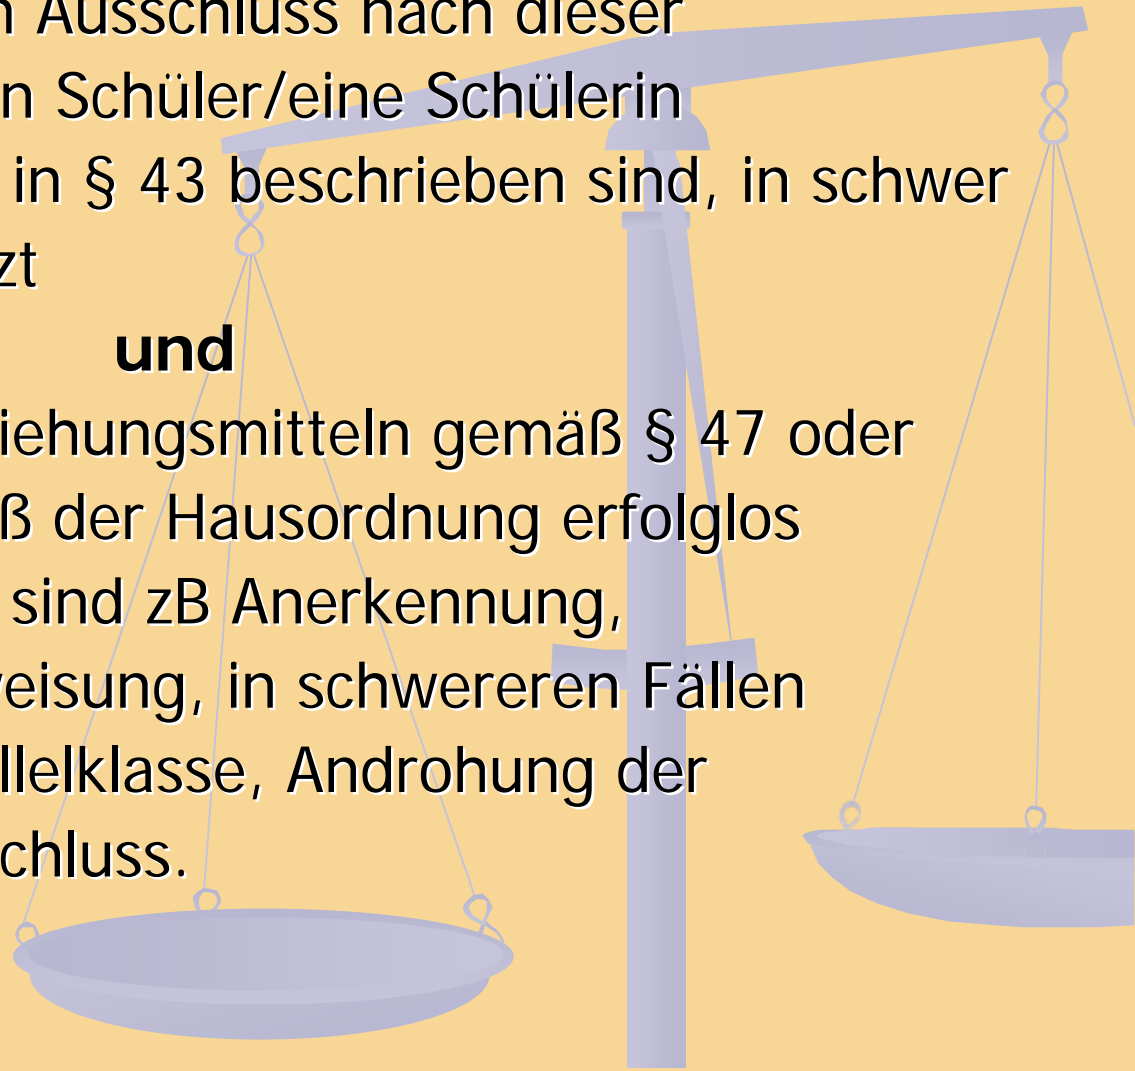 n Ausschluss nach dieser
n Schüler/eine Schülerin
in § 43 beschrieben sind, in schwer
zt
und
iehungsmitteln gemäß § 47 oder
ß der Hausordnung erfolglos
sind zB Anerkennung,
eisung, in schwereren Fällen
llelklasse, Androhung der
chluss.